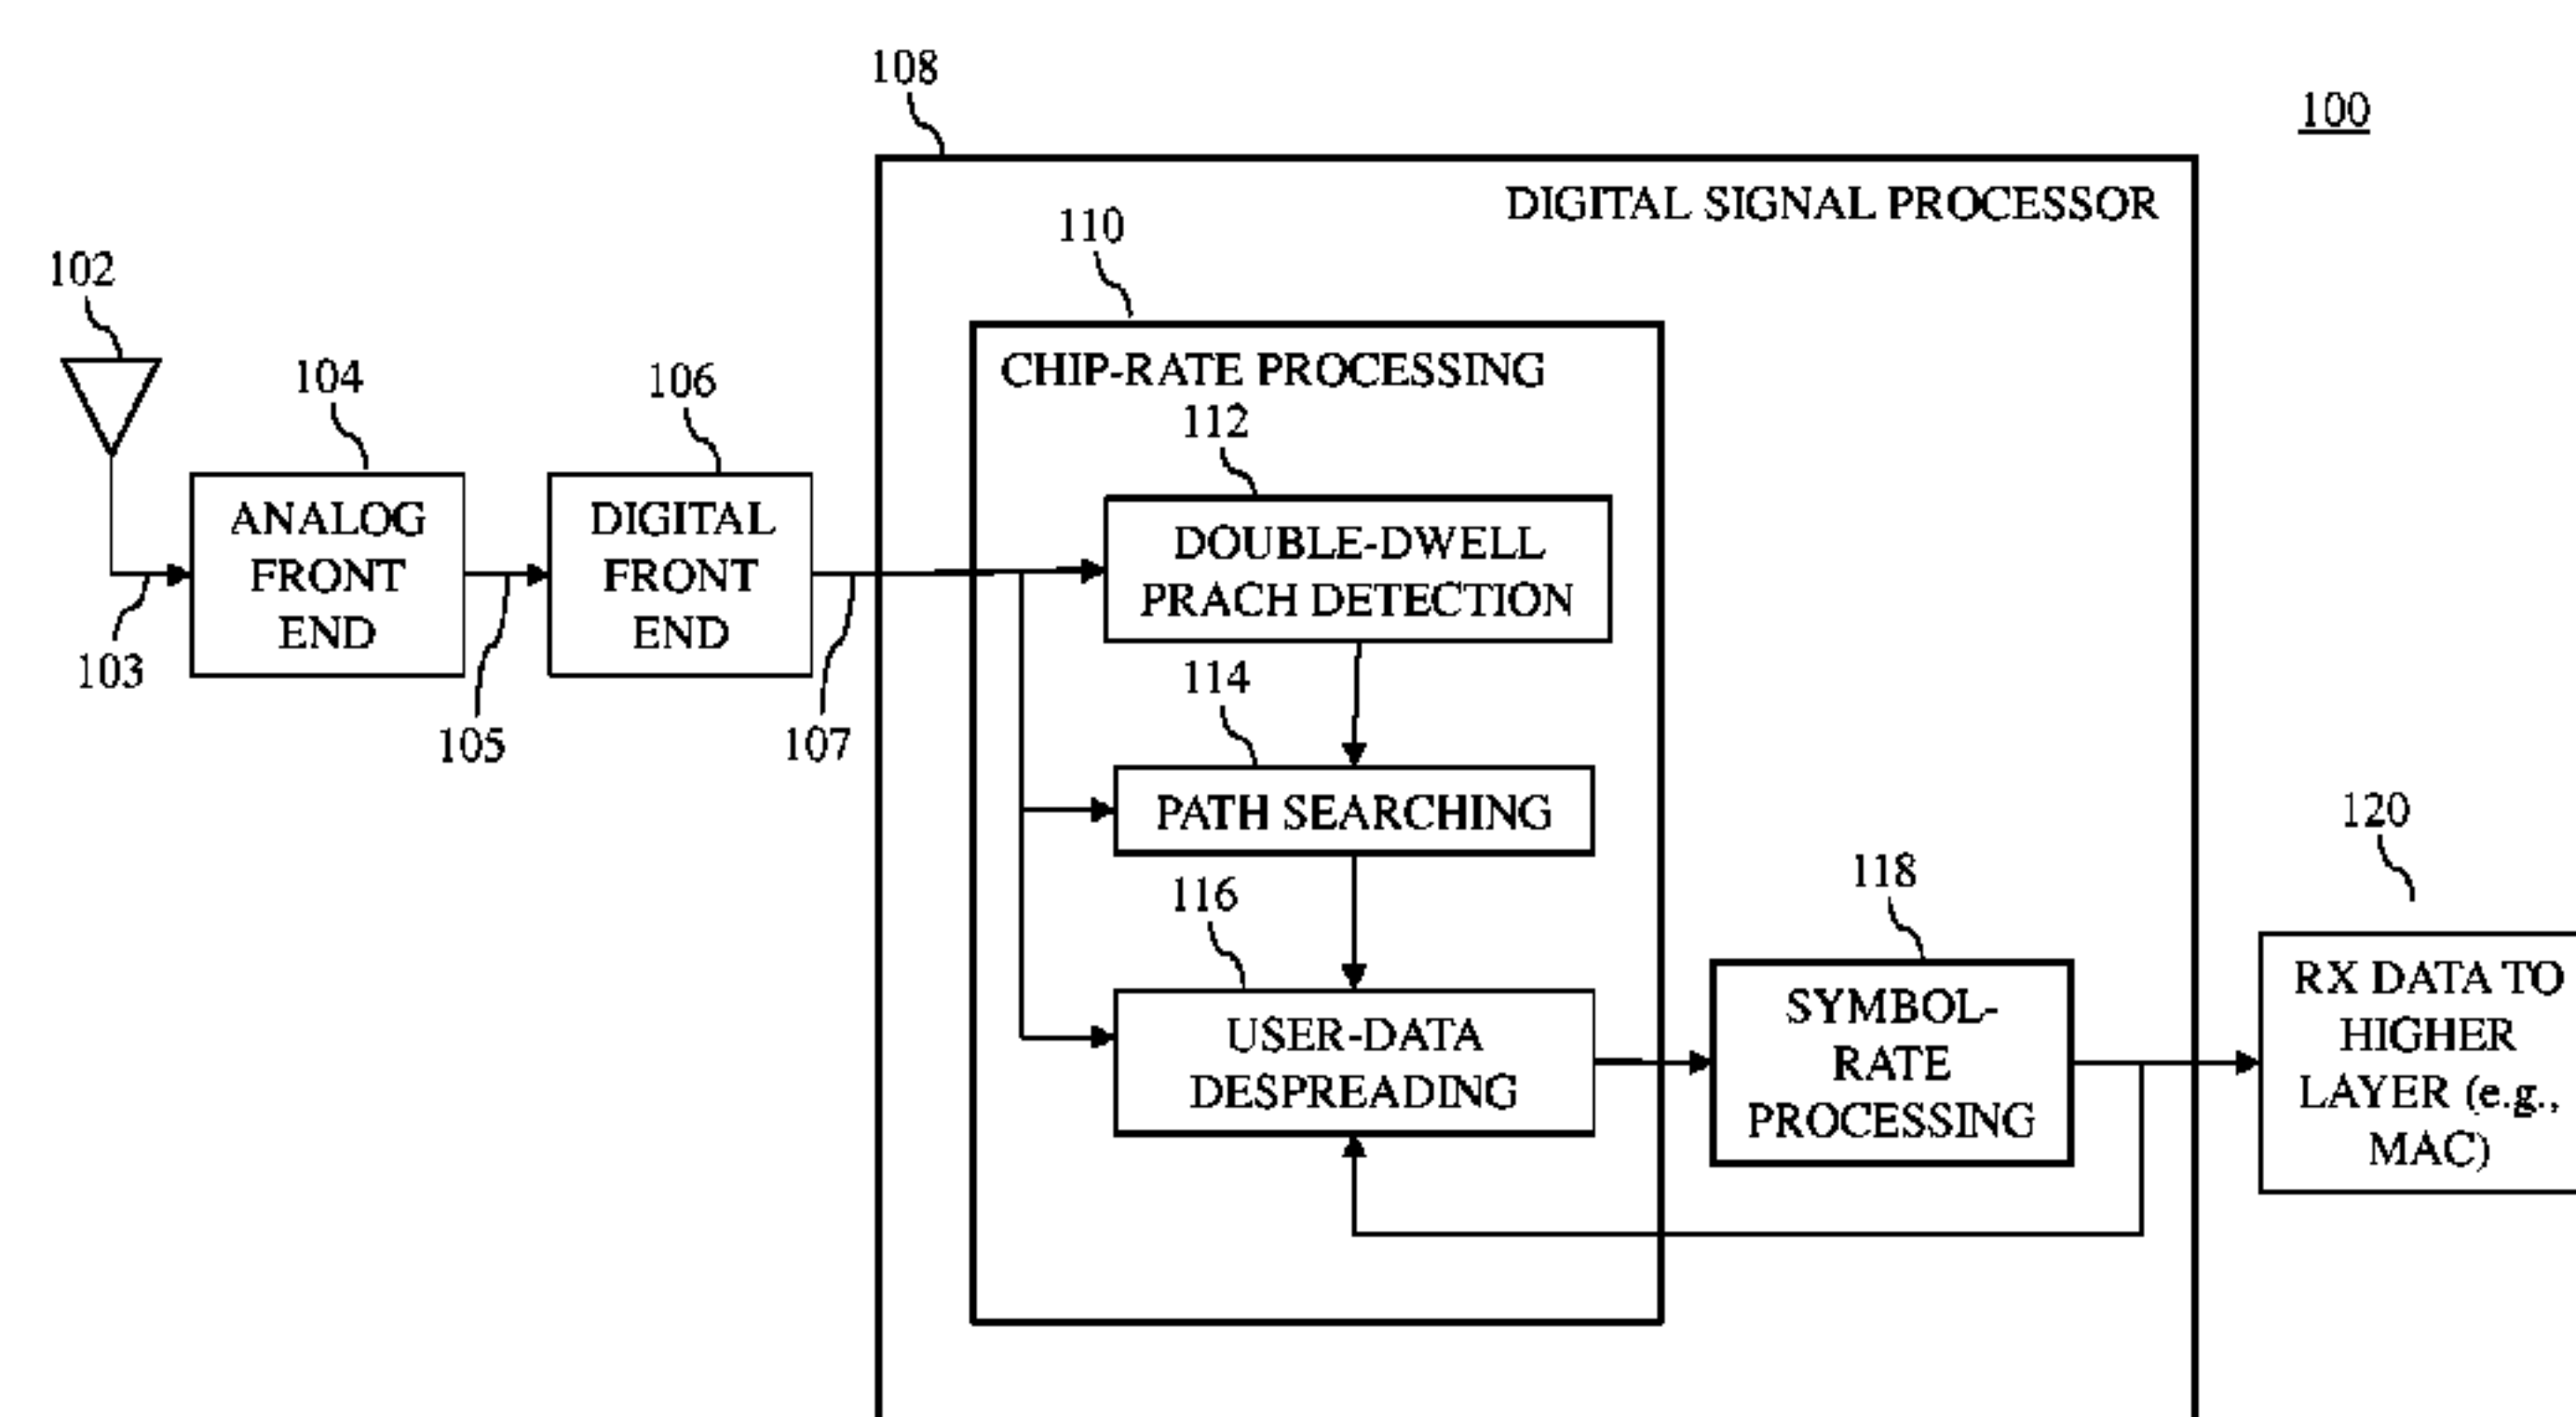 108
100
DIGITAL SIGNAL PROCESSOR
110
102
CHIP-RATE PROCESSING
104
106
112
ANALOG
FRONT
END
DIGITAL
FRONT
END
DOUBLE-DWELL
PRACH DETECTION
103
105
107
114
PATH SEARCHING
116
USER-DATA
DESPREADING
118
SYMBOL-
RATE
PROCESSING
120
RX DATA TO
HIGHER
LAYER (e.g.,
MAC)